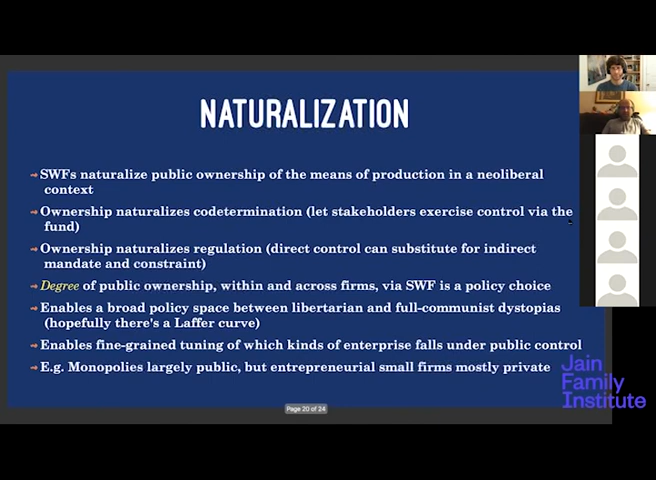 NATURALIZATION
→SWFs naturalize public ownership of the means of production in a neoliberal
context
→Ownership naturalizes codetermination (let stakeholders exercise control via the
fund)
→Ownership naturalizes regulation (direct control can substitute for indirect
mandate and constraint)
→Degree of public ownership, within and across firms, via SWF is a policy choice
→Enables a broad policy space between libertarian and full-communist dystopias
(hopefully there's a Laffer curve)
→Enables fine-grained tuning of which kinds of enterprise falls under public control
→E.g. Monopolies largely public, but entrepreneurial small firms mostly private
Jain
Family
Institute
Page 20 of 24